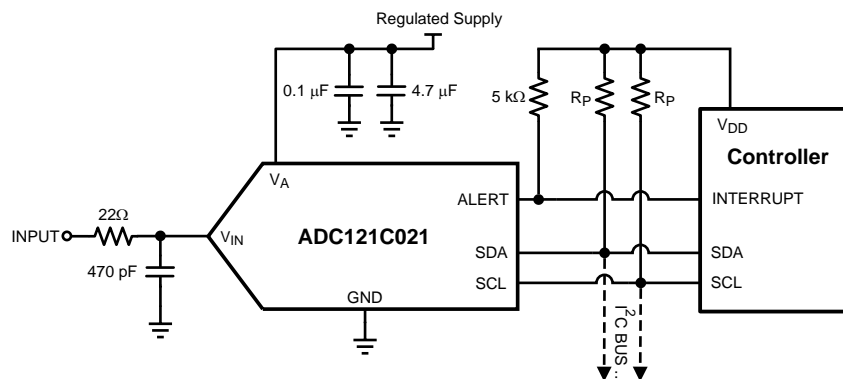 Regulated Supply
0.1 µF
4.7 µF
5 kΩ
RP
RP
VDD
Controller
VA
ALERT
INTERRUPT
22Ω
INPUT
VIN
ADC121C021
SDA
SDA
470 pF
SCL
SCL
GND
I2C BUS...